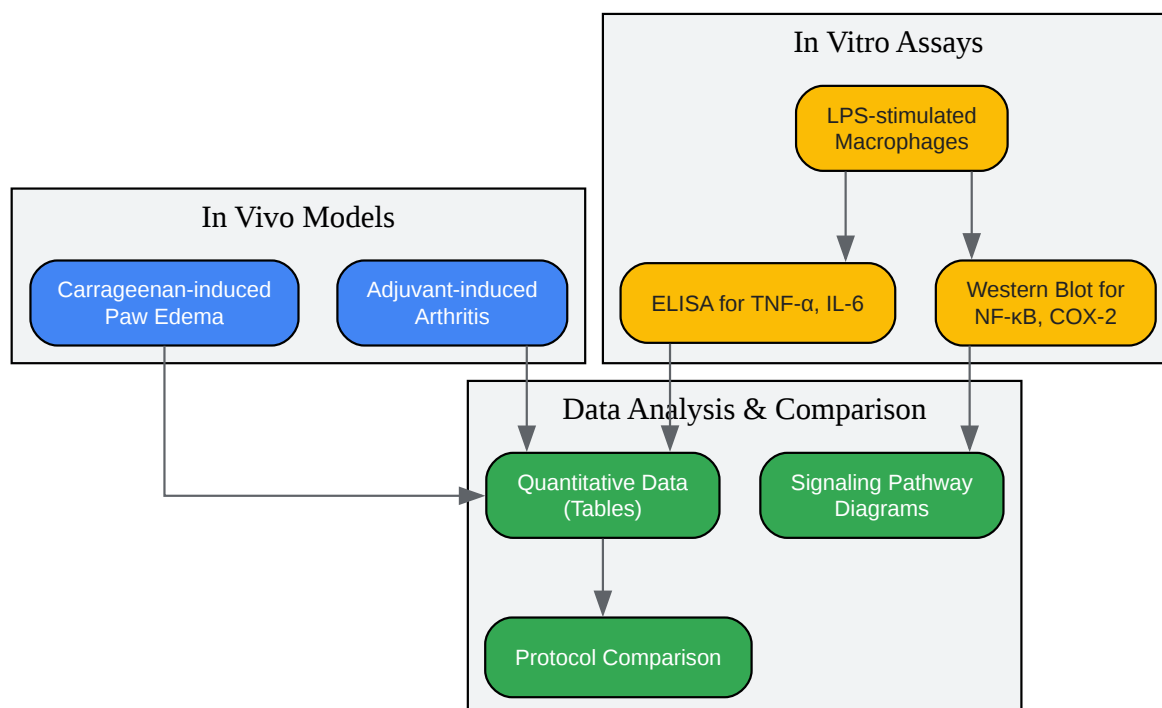 In Vitro Assays
LPS-stimulated
Macrophages
In Vivo Models
Carrageenan-induced
Paw Edema
Adjuvant-induced
Arthritis
ELISA for TNF-α, IL-6
Western Blot for
NF-κB, COX-2
Data Analysis & Comparison
Quantitative Data
(Tables)
Signaling Pathway
Diagrams
Protocol Comparison